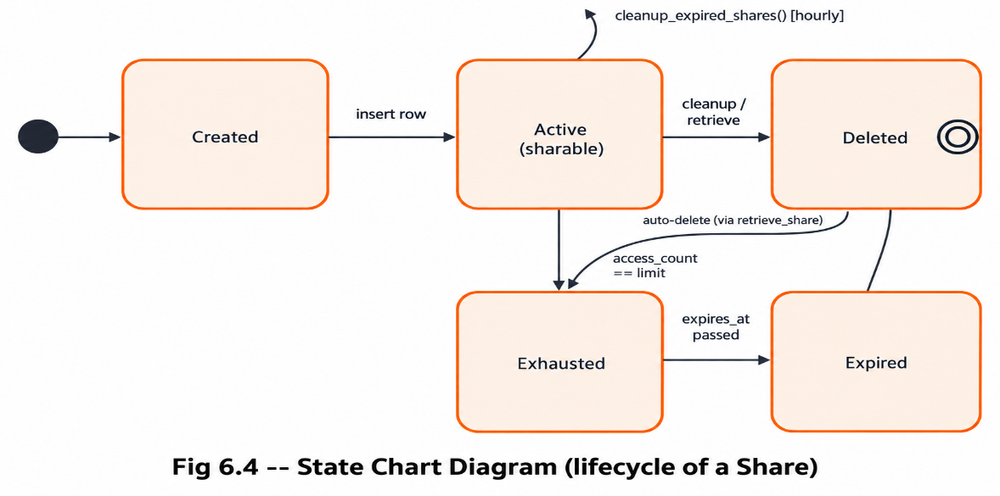 cleanup_expired_shares() [hourly]
Created
insert row
Active
(sharable)
cleanup /
retrieve
Deleted
auto-delete (via retrieve_share)
access_count
== limit
Exhausted
expires_at
passed
Expired
Fig 6.4 -- State Chart Diagram (lifecycle of a Share)